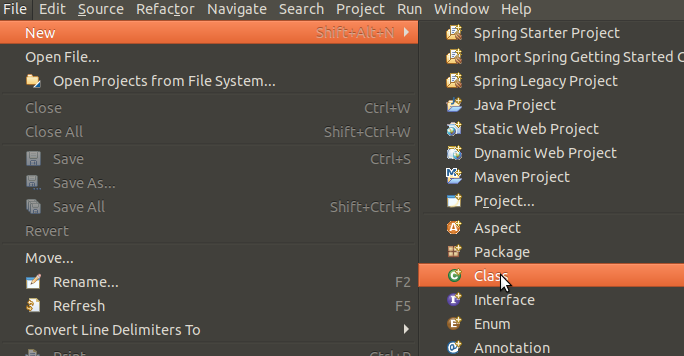 File Edit Source Refactor Navigate Search Project Run Window Help
New Shift+Alt+N
Open File...
Open Projects from File System...
Close Ctrl+W
Close All Shift+Ctrl+W
Save Ctrl+S
Save As...
Save All Shift+Ctrl+S
Revert
Move...
Rename... F2
Refresh F5
Convert Line Delimiters To
Print Ctrl+P
Spring Starter Project
Import Spring Getting Started
Spring Legacy Project
Java Project
Static Web Project
Dynamic Web Project
Maven Project
Project...
Aspect
Package
Class
Interface
Enum
Annotation